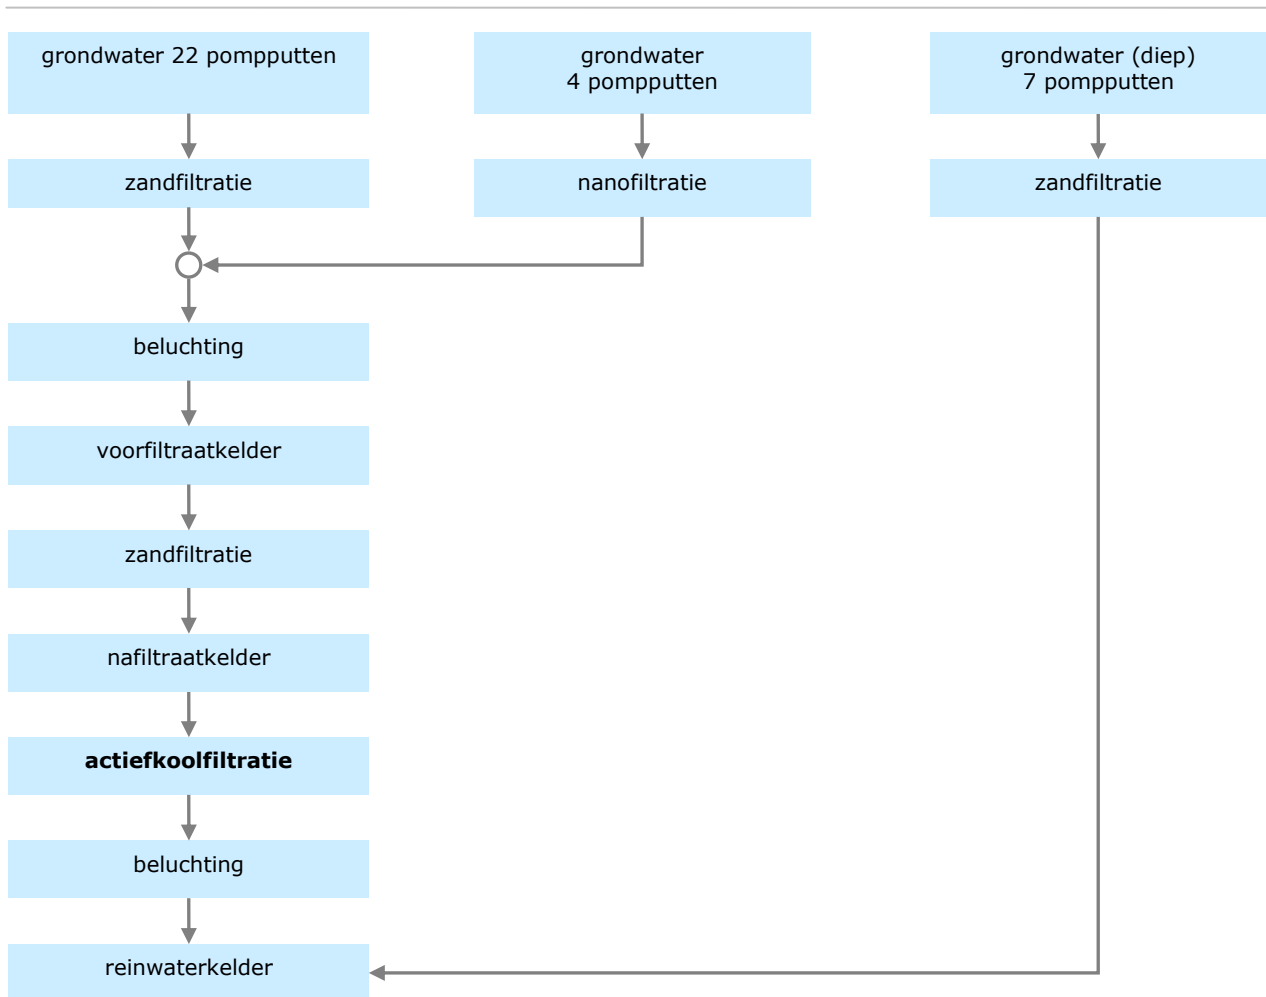 grondwater 22 pompputten
grondwater
4 pompputten
grondwater (diep)
7 pompputten
zandfiltratie
nanofiltratie
zandfiltratie
beluchting
voorfiltraatkelder
zandfiltratie
nafiltraatkelder
actiefkoolfiltratie
beluchting
reinwaterkelder